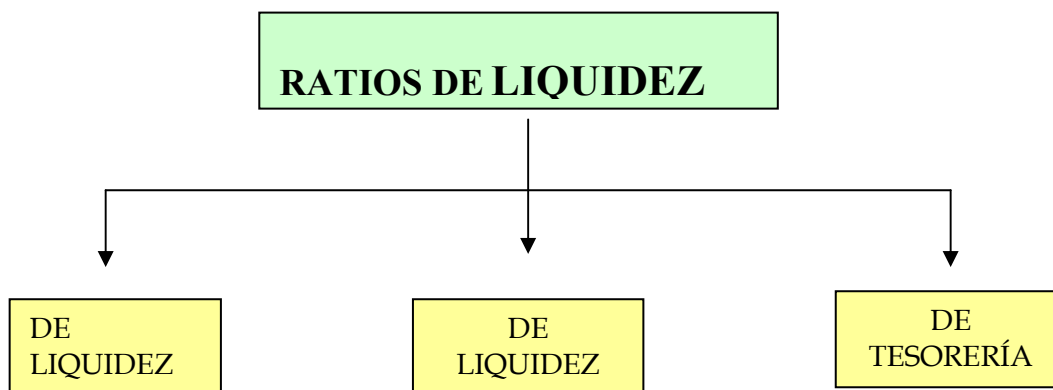 RATIOS DE LIQUIDEZ
DE
LIQUIDEZ
DE
LIQUIDEZ
DE
TESORERÍA